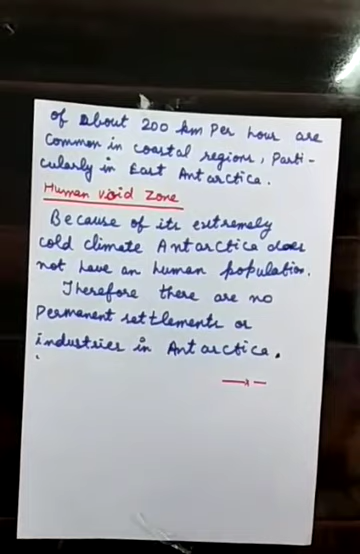 of about 200 km Per hour are
Common in coastal regions, Parti-
cularly in East Antarctica.
Human void Zone
Because of its extremely
cold climate Antarctica does
not have an human population.
Therefore there are no
Permanent settlements or
industries in Antarctica.